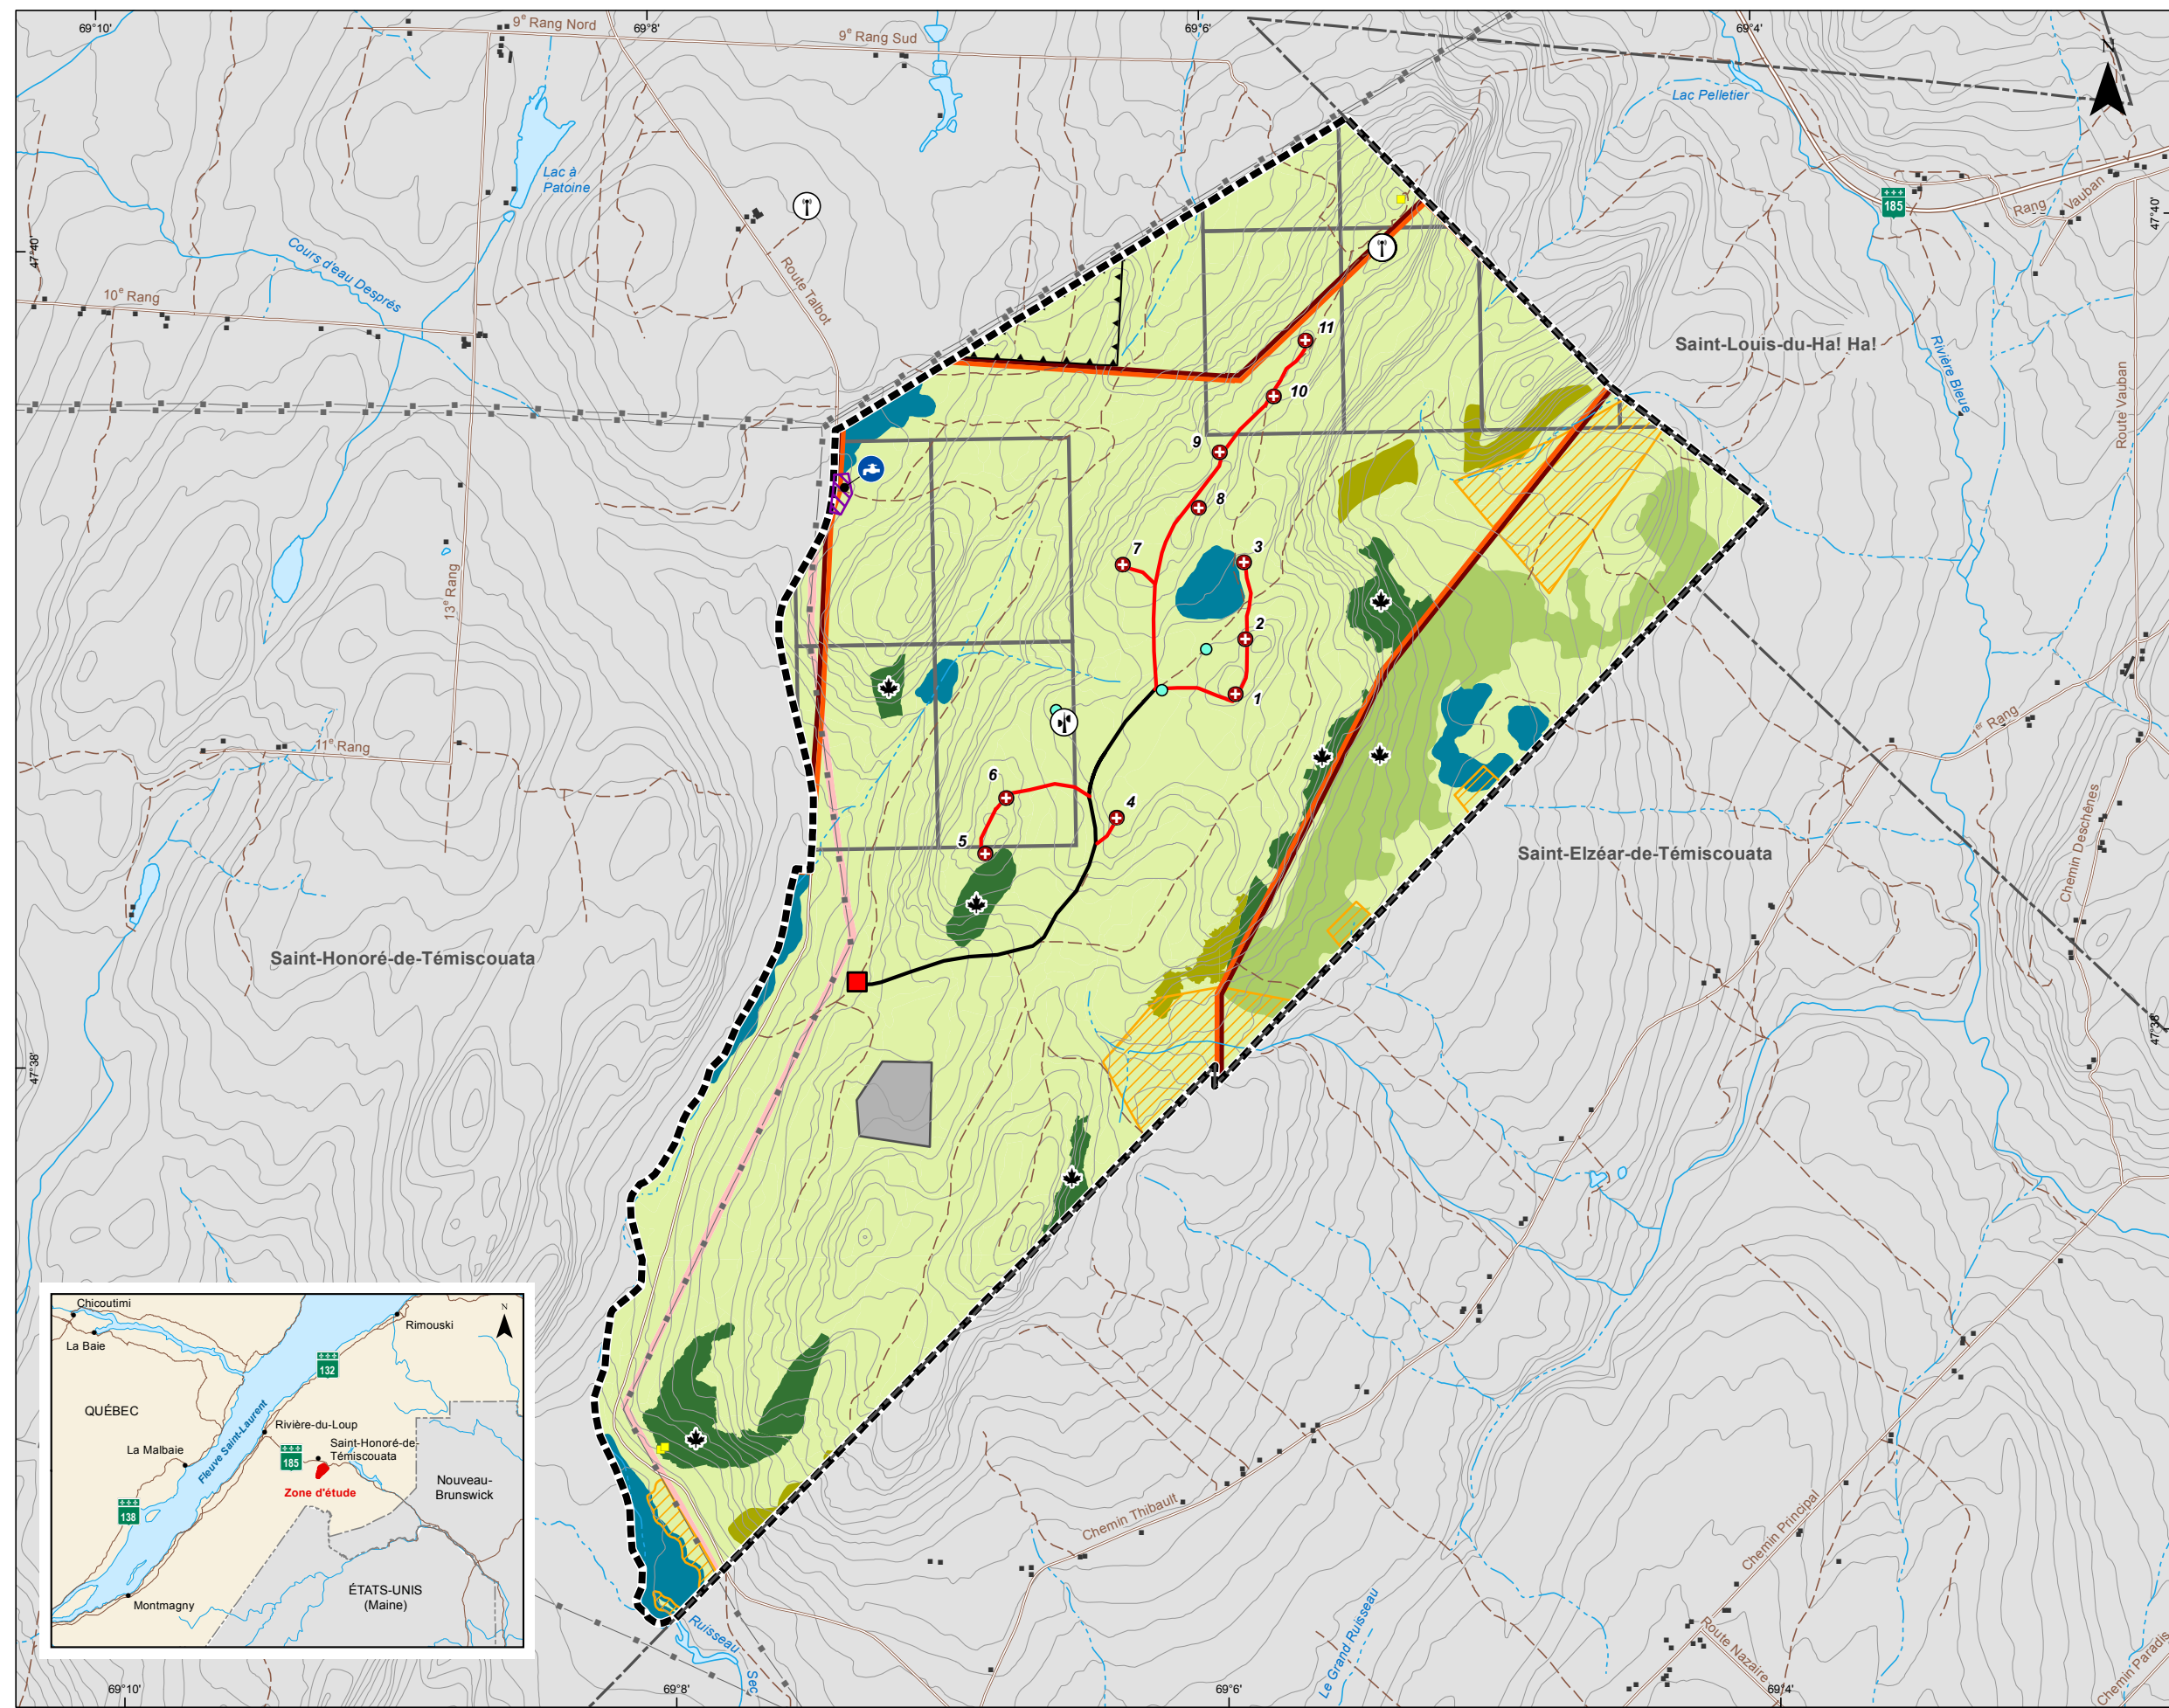 69°10'
69°8'
69°6'
69°4'
9e Rang Nord
9e Rang Sud
N
Lac Pelletier
Lac à
Patoine
185
Rang
Vauban
47°40'
47°40'
Cours d'eau Després
Route Talbot
10e Rang
11
Saint-Louis-du-Ha! Ha!
Rivière Bleue
Route Vauban
10
9
8
7
3
13e Rang
2
1
1er Rang
11e Rang
6
4
5
Chemin Deschênes
Saint-Elzéar-de-Témiscouata
Saint-Honoré-de-Témiscouata
47°38'
47°38'
Chicoutimi
N
La Baie
Rimouski
132
QUÉBEC
Fleuve Saint-Laurent
Rivière-du-Loup
La Malbaie
Saint-Honoré-de-
Témiscouata
185
Nouveau-
Brunswick
Zone d'étude
138
ÉTATS-UNIS
(Maine)
Montmagny
Chemin Thibault
Chemin Principal
Ruisseau
Sec
Le Grand Ruisseau
Route Nazaire
Chemin Paradis
69°10'
69°8'
69°6'
69°4'